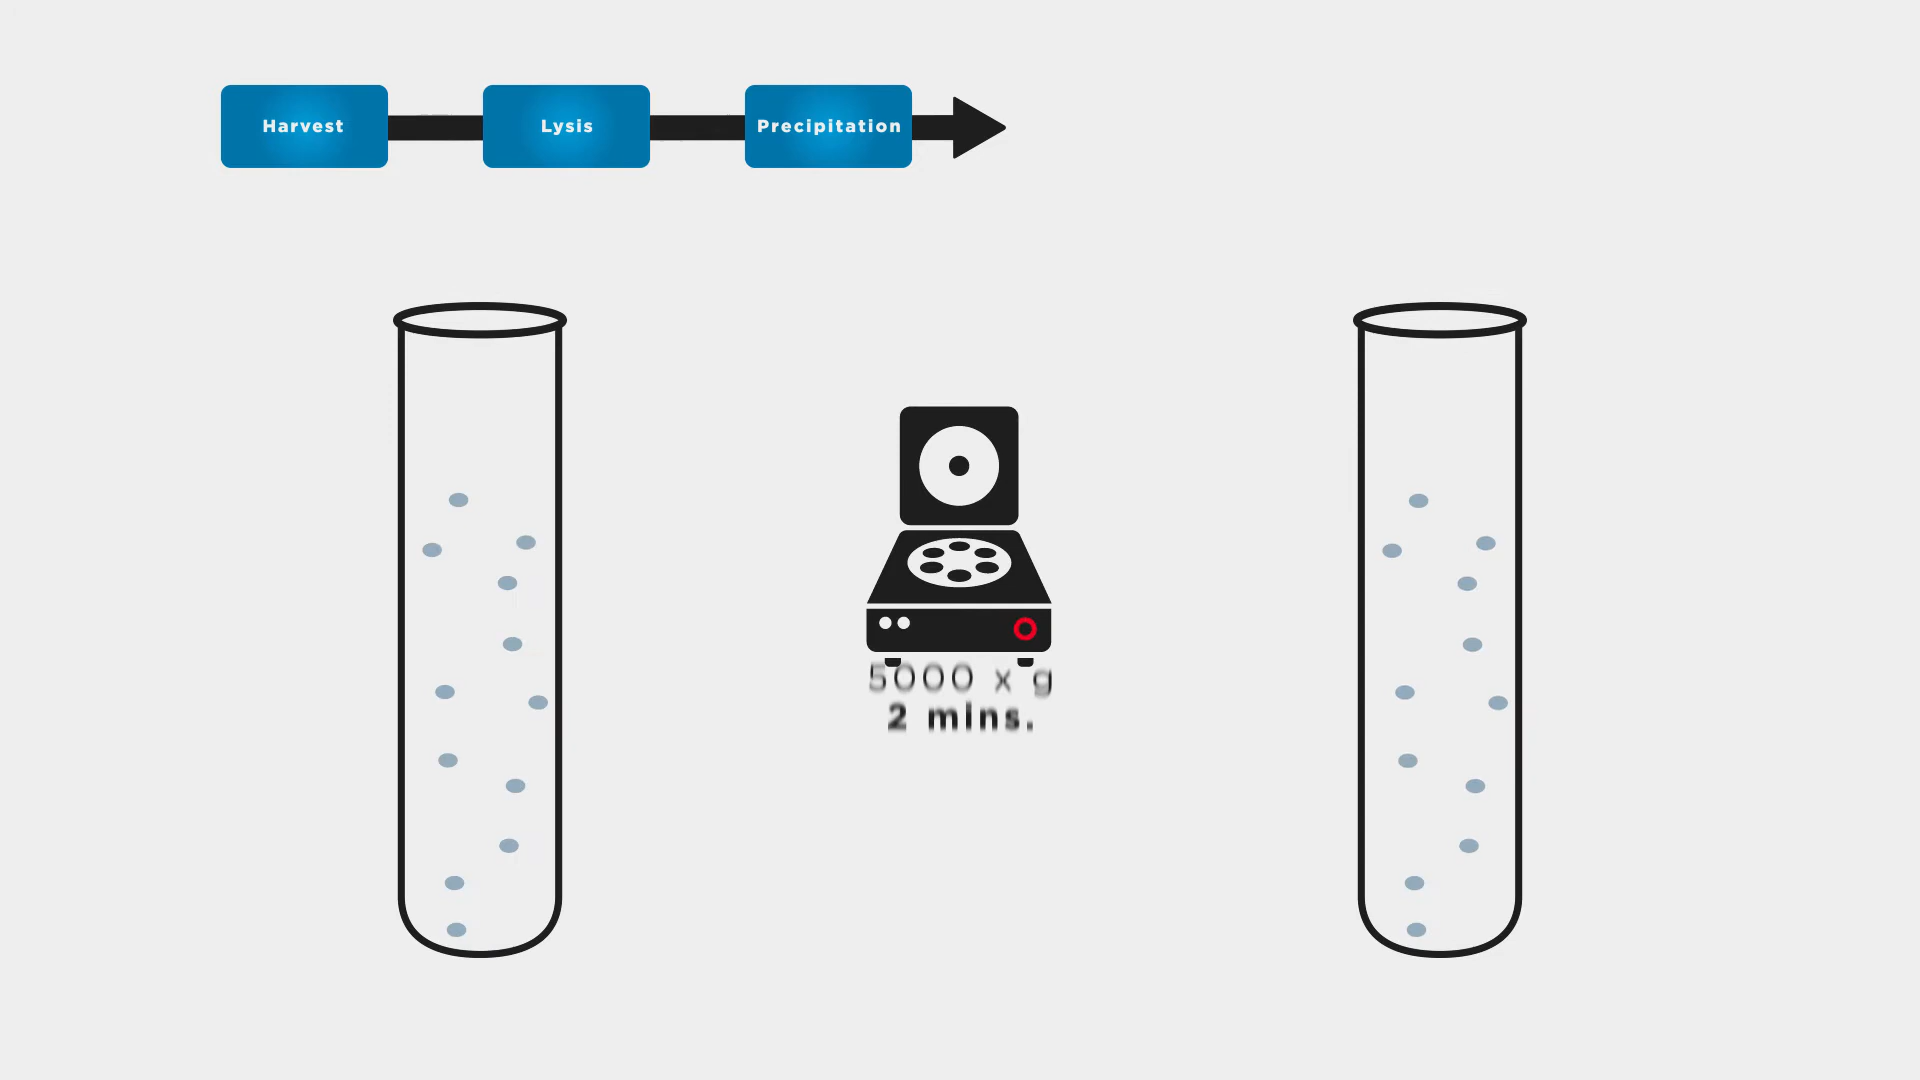 Harvest
Lysis
Precipitation
5000 x g
2 mins.